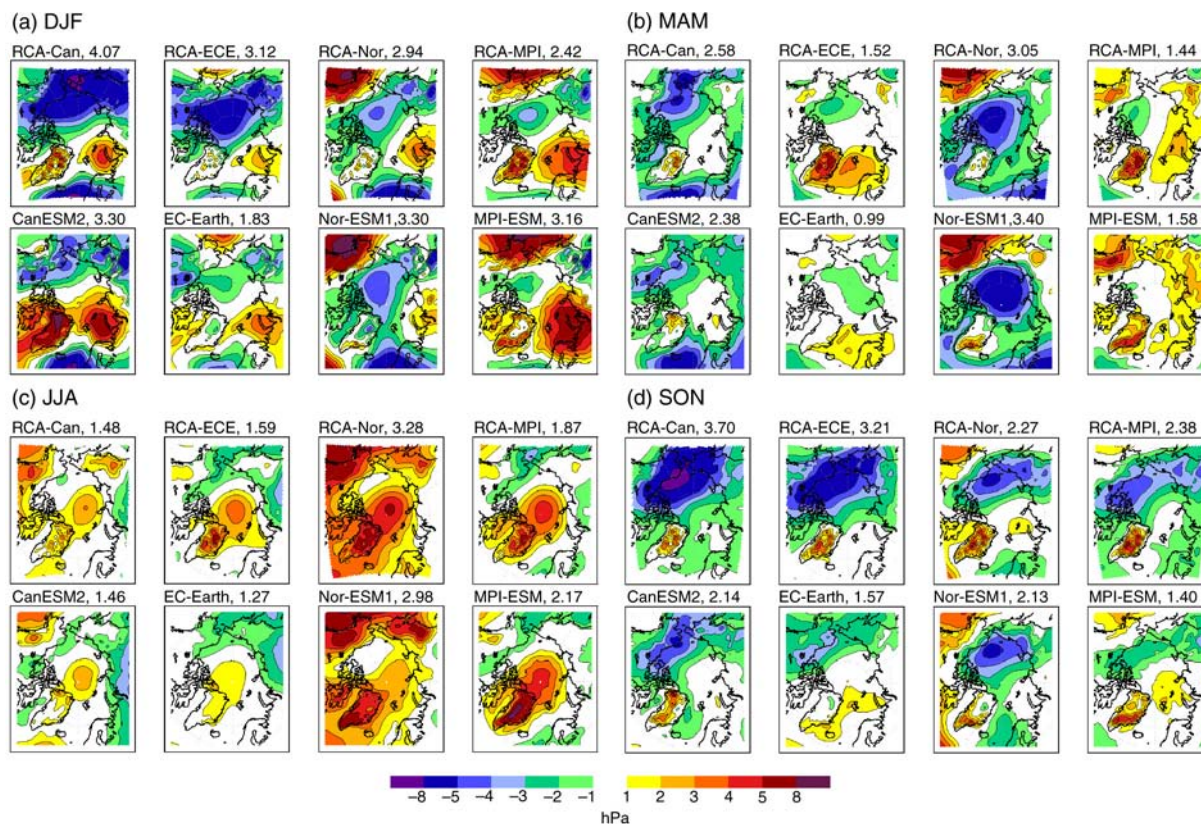 (a) DJF
(b) MAM
RCA-Can, 4.07 RCA-ECE, 3.12 RCA-Nor, 2.94 RCA-MPI, 2.42 RCA-Can, 2.58 RCA-ECE, 1.52 RCA-Nor, 3.05 RCA-MPI, 1.44
CanESM2, 3.30 EC-Earth, 1.83 Nor-ESM1,3.30 MPI-ESM, 3.16 CanESM2, 2.38 EC-Earth, 0.99 Nor-ESM1,3.40 MPI-ESM, 1.58
(c) JJA
(d) SON
RCA-Can, 1.48 RCA-ECE, 1.59 RCA-Nor, 3.28 RCA-MPI, 1.87 RCA-Can, 3.70 RCA-ECE, 3.21 RCA-Nor, 2.27 RCA-MPI, 2.38
CanESM2, 1.46 EC-Earth, 1.27 Nor-ESM1, 2.98 MPI-ESM, 2.17 CanESM2, 2.14 EC-Earth, 1.57 Nor-ESM1, 2.13 MPI-ESM, 1.40
−8 −5 −4 −3 −2 −1 1 2 3 4 5 8
hPa